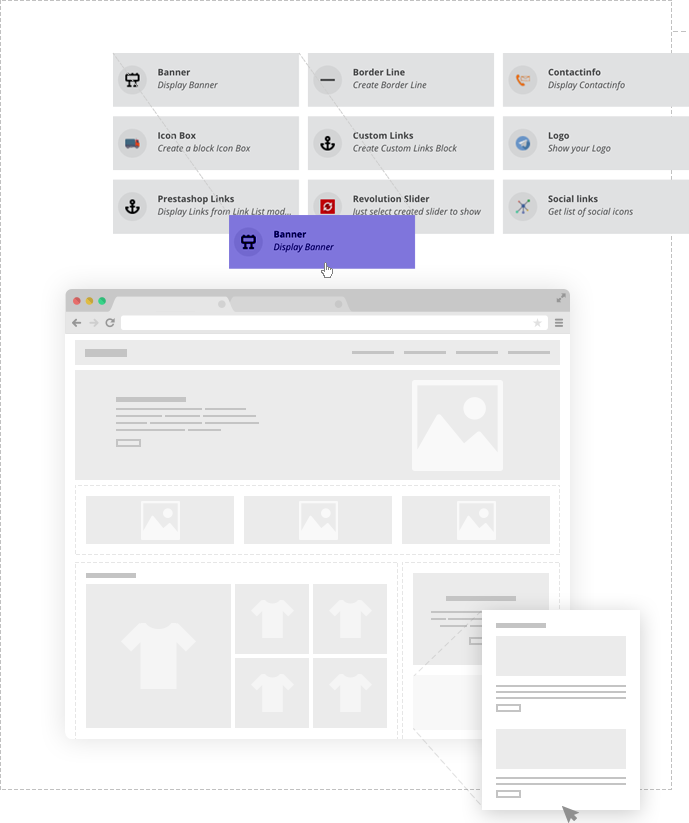 Banner
Display Banner
Border Line
Create Border Line
Contactinfo
Display Contactinfo
Icon Box
Create a block Icon Box
Custom Links
Create Custom Links Block
Logo
Show your Logo
Prestashop Links
Display Links from Link List mod...
Revolution Slider
Just select created slider to show
Social links
Get list of social icons
Banner
Display Banner